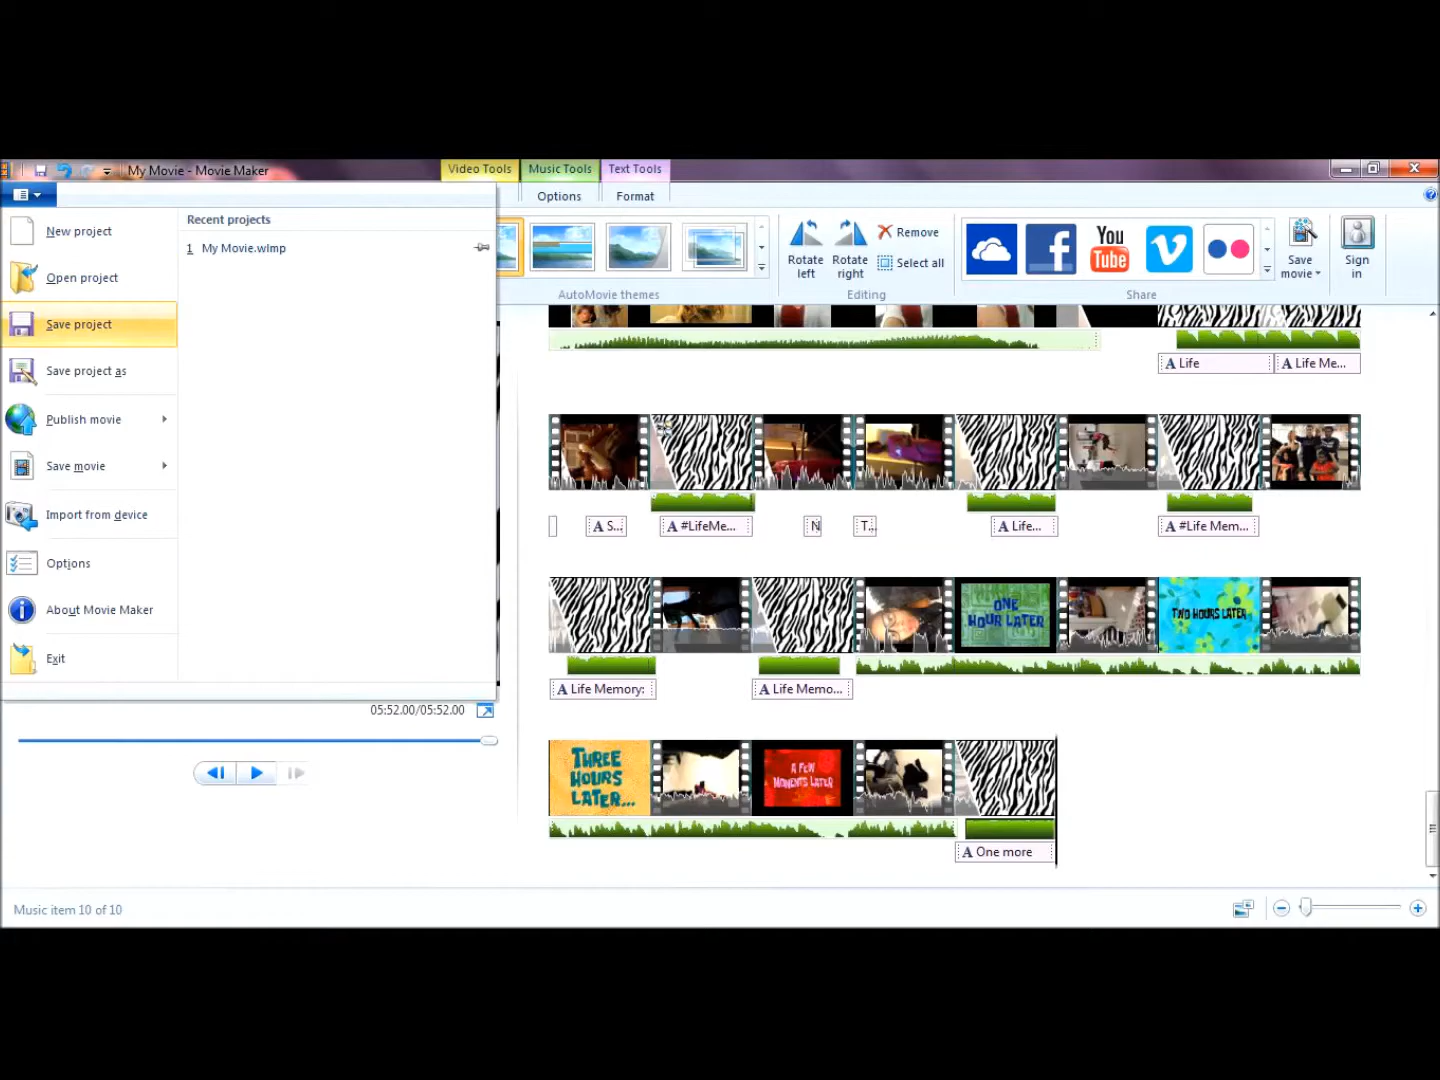 My Movie - Movie Maker
Video Tools
Music Tools
Text Tools
Options
Format
New project
Open project
Save project
Save project as
Publish movie
Save movie
Import from device
Options
About Movie Maker
Exit
Recent projects
1 My Movie.wlmp
AutoMovie themes
Rotate left
Rotate right
Remove
Select all
Editing
f
You Tube
Share
Save movie
Sign in
A Life
A Life Me...
A S...
A #LifeMe...
N
T...
A Life...
A #Life Mem...
ONE HOUR LATER
TWO HOURS LATER
A Life Memory:
A Life Memo...
THREE HOURS LATER...
A FEW MOMENTS LATER
A One more
05:52.00/05:52.00
Music item 10 of 10